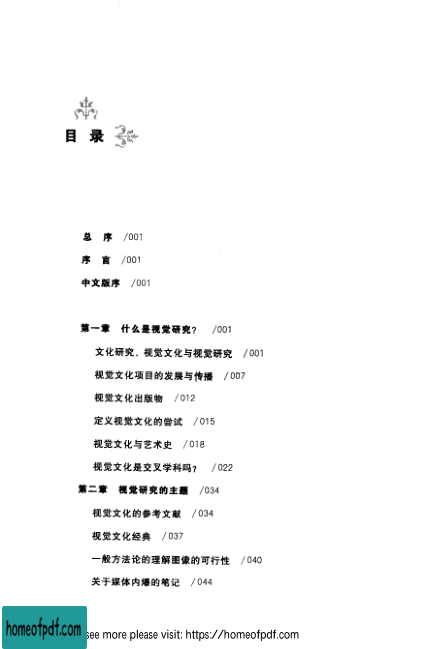 目 录
总 序 /001
序 言 /001
中文版序 /001
第一章 什么是视觉研究? /001
文化研究、视觉文化与视觉研究 /001
视觉文化项目的发展与传播 /007
视觉文化出版物 /012
定义视觉文化的尝试 /015
视觉文化与艺术史 /018
视觉文化是交叉学科吗? /022
第二章 视觉研究的主题 /034
视觉文化的参考文献 /034
视觉文化经典 /037
一般方法论的理解图像的可行性 /040
关于媒体内爆的笔记 /044
homeofpdf.com see more please visit: https://homeofpdf.com